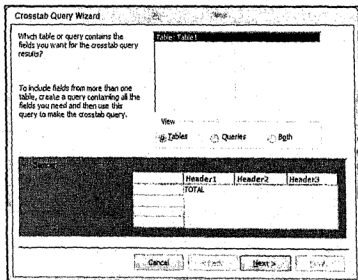 Crosstab Query Wizard
Which table or query contains the
fields you want for the crosstab query
results?
Table: Table1
To include fields from more than one
table, create a query containing all the
fields you need and then use this
query to make the crosstab query.
View
Tables
Queries
Both
Header1 Header2 Header3
TOTAL
Cancel
Next >